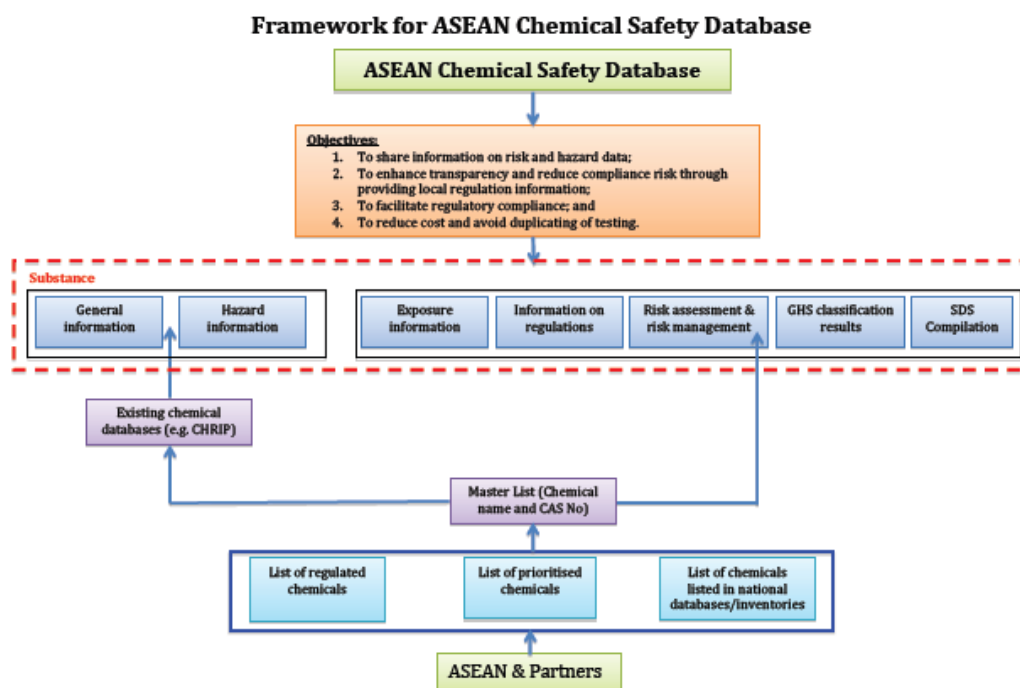 Framework for ASEAN Chemical Safety Database
ASEAN Chemical Safety Database
Objectives:
1. To share information on risk and hazard data;
2. To enhance transparency and reduce compliance risk through
providing local regulation information;
3. To facilitate regulatory compliance; and
4. To reduce cost and avoid duplicating of testing.
Substance
General
information
Hazard
information
Exposure
information
Information on
regulations
Risk assessment &
risk management
GHS classification
results
SDS
Compilation
Existing chemical
databases (e.g. CHRIP)
Master List (Chemical
name and CAS No)
List of regulated
chemicals
List of prioritised
chemicals
List of chemicals
listed in national
databases/inventories
ASEAN & Partners